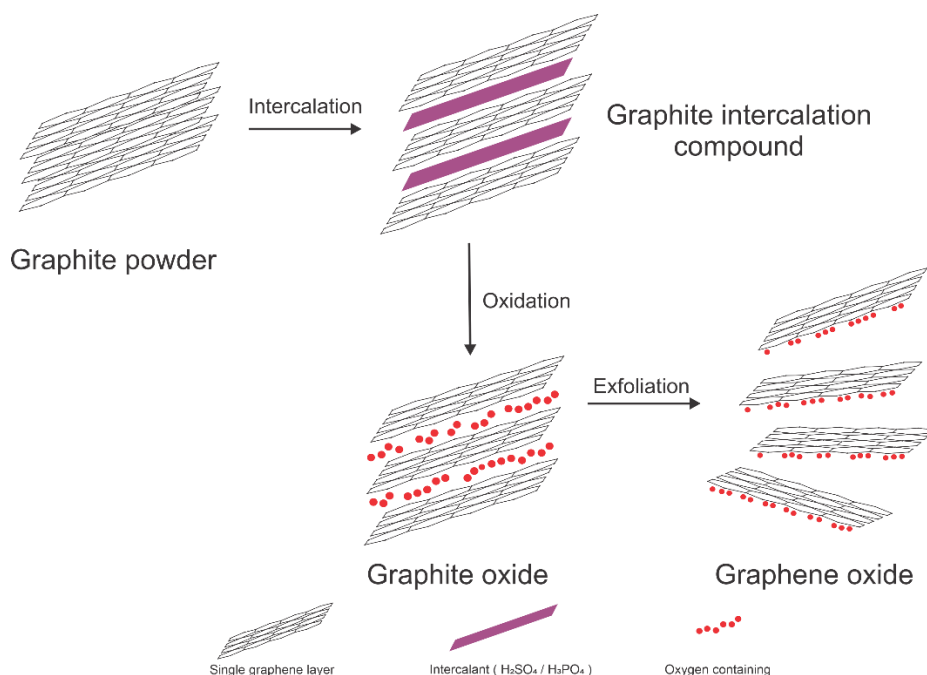 Intercalation
Graphite intercalation
compound
Graphite powder
Oxidation
Exfoliation
Graphite oxide
Graphene oxide
Single graphene layer
Intercalant ( H₂SO₄ / H₃PO₄ )
Oxygen containing